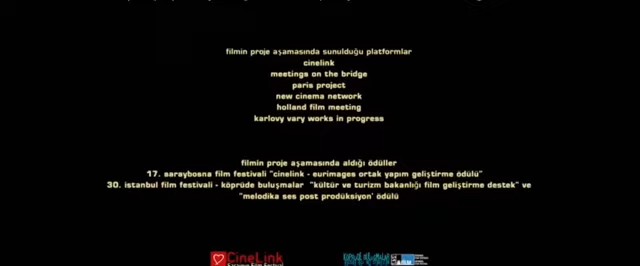 filmin proje aşamasında sunulduğu platformlar
cinelink
meetings on the bridge
paris project
new cinema network
holland film meeting
karlovy vary works in progress
filmin proje aşamasında aldığı ödüller
17. saraybosna film festivali "cinelink - eurimages ortak yapım geliştirme ödülü"
30. istanbul film festivali - köprüde buluşmalar "kültür ve turizm bakanlığı film geliştirme destek" ve
"melodika ses post prodüksiyon' ödülü
CineLink
Sarajevo Film Festival